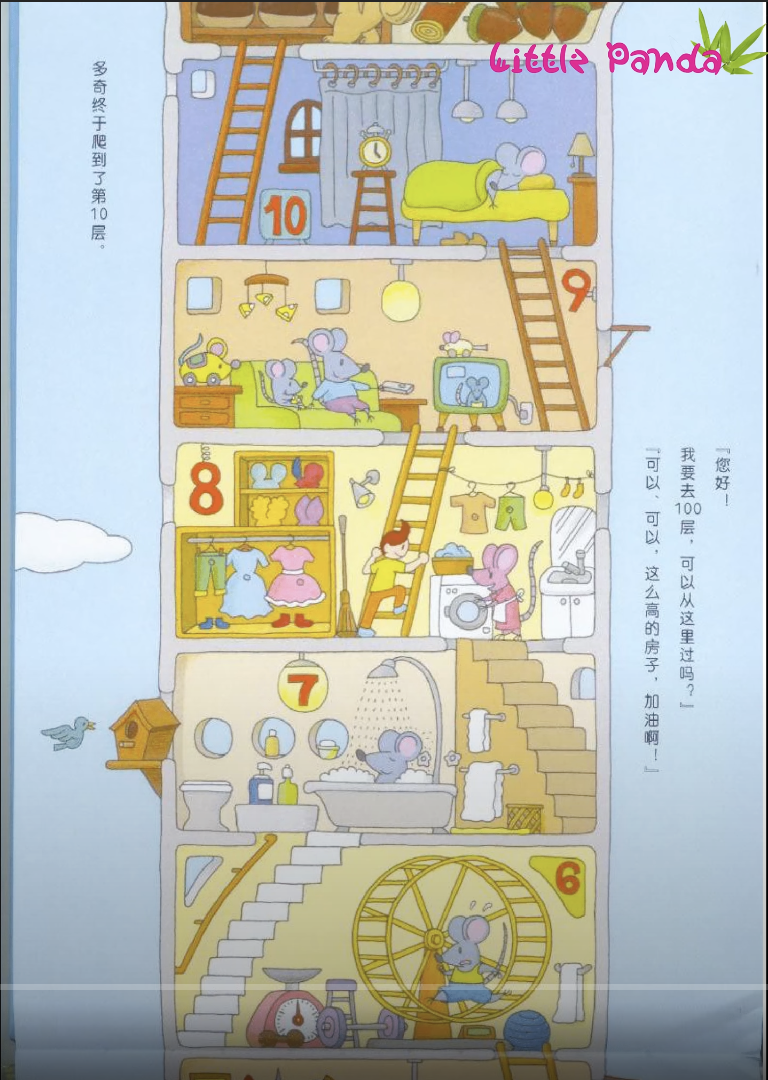 Little Panda
『您好！
我要去100层，可以从这里过吗？』
『可以、可以，这么高的房子，加油啊！』
多奇终于爬到了第10层。
10
9
8
7
6